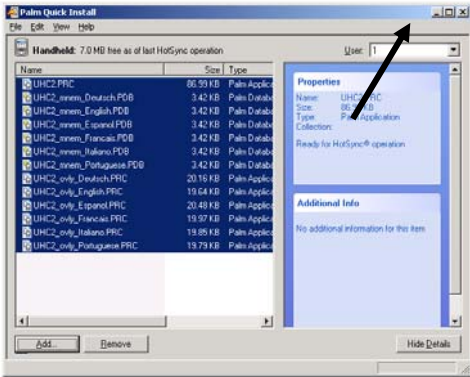 Palm Quick Install
File Edit View Help
Handheld: 7.0 MB free as of last HotSync operation User: 1
Name Size Type
UHC2.PRC 86.99 KB Palm Applica
UHC2_mnem_Deutsch.PDB 3.42 KB Palm Databa
UHC2_mnem_English.PDB 3.42 KB Palm Databa
UHC2_mnem_Espanol.PDB 3.42 KB Palm Databa
UHC2_mnem_Francais.PDB 3.42 KB Palm Databa
UHC2_mnem_Italiano.PDB 3.42 KB Palm Databa
UHC2_mnem_Portuguese.PDB 3.42 KB Palm Databa
UHC2_ovly_Deutsch.PRC 20.16 KB Palm Applica
UHC2_ovly_English.PRC 19.64 KB Palm Applica
UHC2_ovly_Espanol.PRC 20.48 KB Palm Applica
UHC2_ovly_Francais.PRC 19.97 KB Palm Applica
UHC2_ovly_Italiano.PRC 19.85 KB Palm Applica
UHC2_ovly_Portuguese.PRC 19.79 KB Palm Applica
Properties
Name: UHC2.PRC
Size: KB
Type: Palm Application
Collection:
Ready for HotSync® operation
Additional Info
No additional information for this item
Add... Remove Hide Details